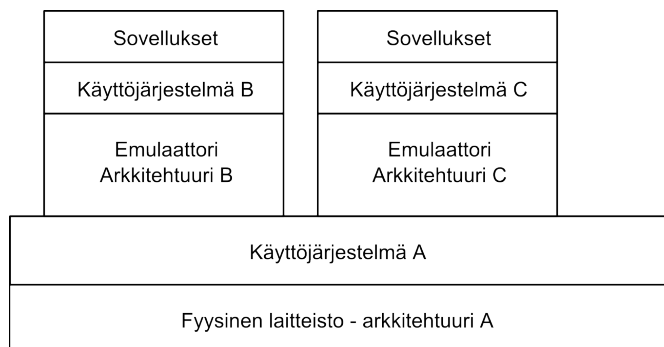 Sovellukset
Käyttöjärjestelmä B
Emulaattori
Arkkitehtuuri B
Sovellukset
Käyttöjärjestelmä C
Emulaattori
Arkkitehtuuri C
Käyttöjärjestelmä A
Fyysinen laitteisto - arkkitehtuuri A